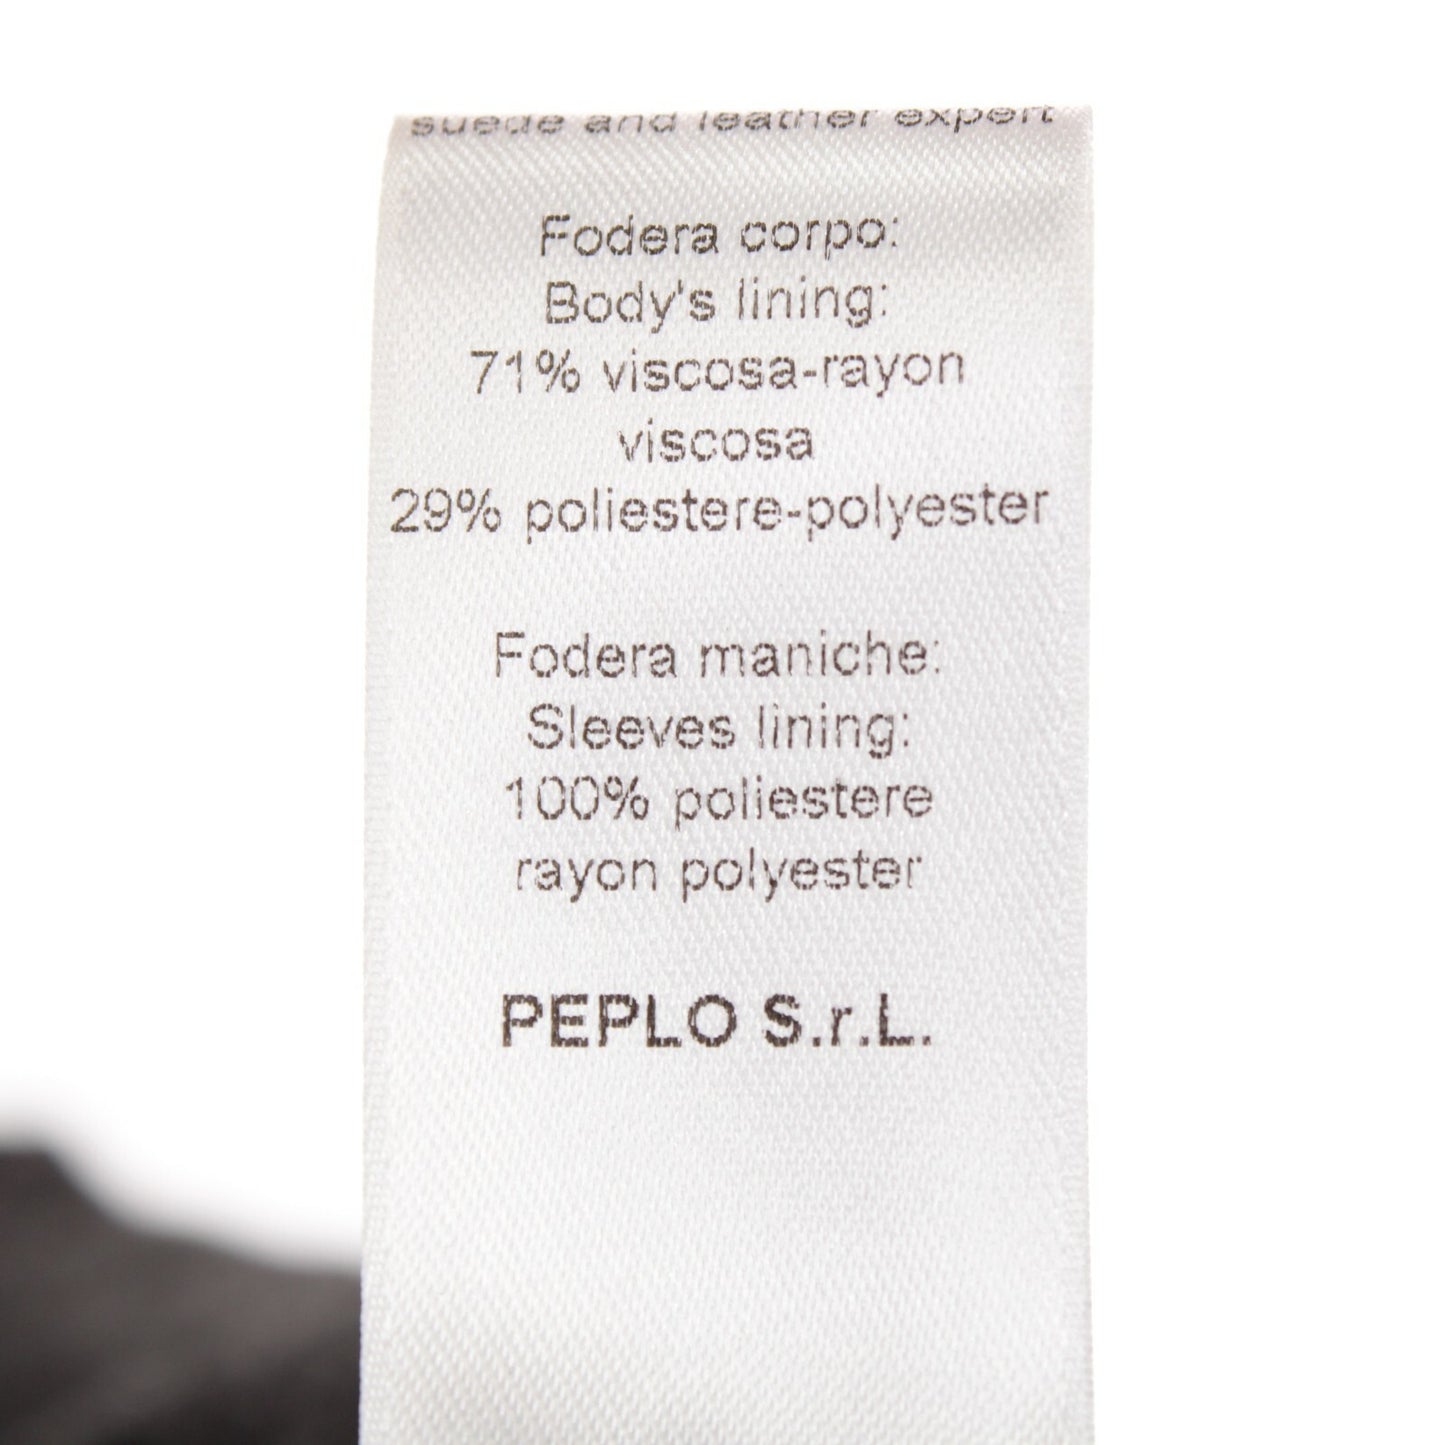 suede and leather expert
Fodera corpo:
Body's lining:
71% viscosa-rayon
viscosa
29% poliestere-polyester
Fodera maniche:
Sleeves lining:
100% poliestere
rayon polyester
PEPLO S.r.L.